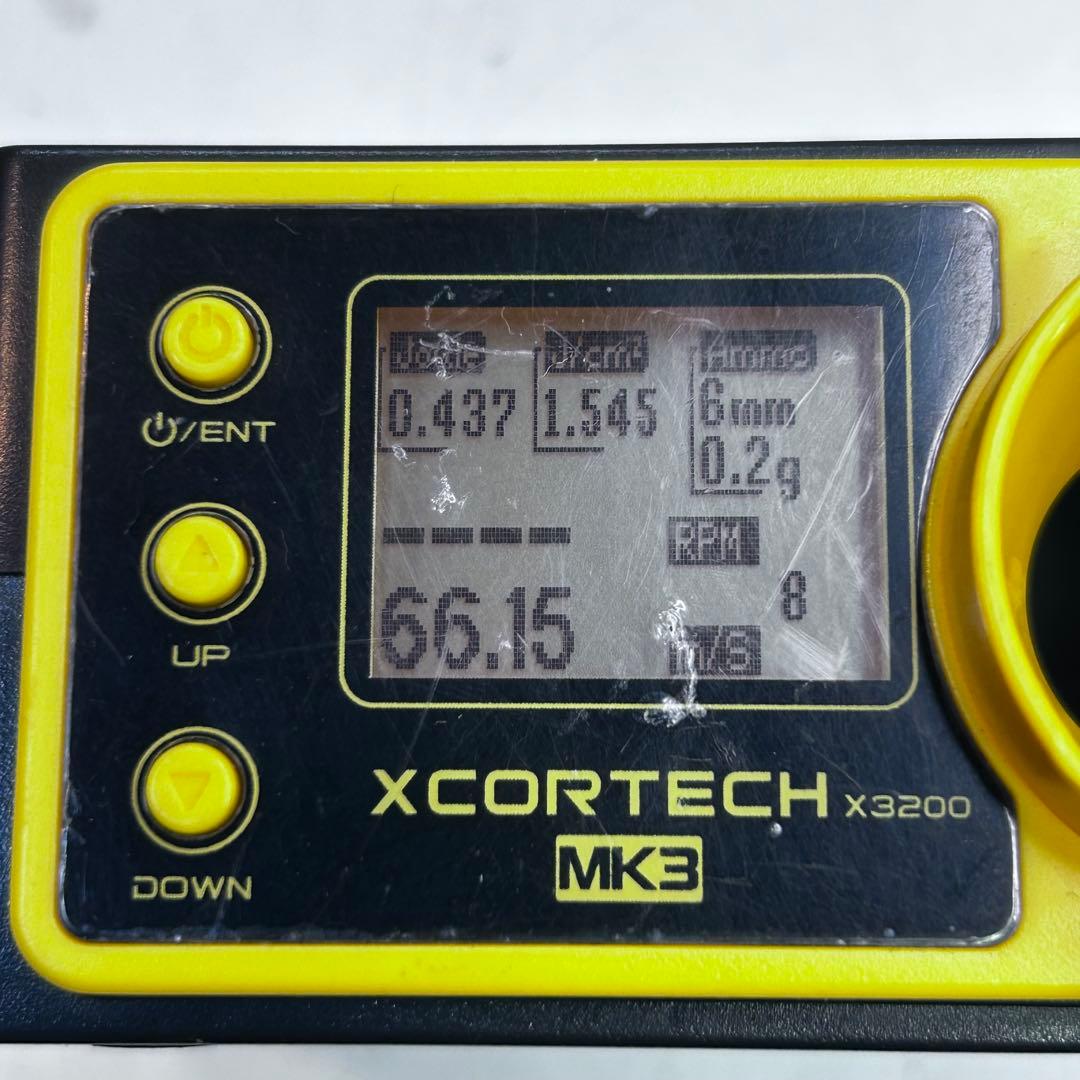 0.437 1.545 6mm
0.2g
---- RPM
8
66.15 M/S
⏻/ENT
UP
DOWN
XCORTECH X3200
MK3